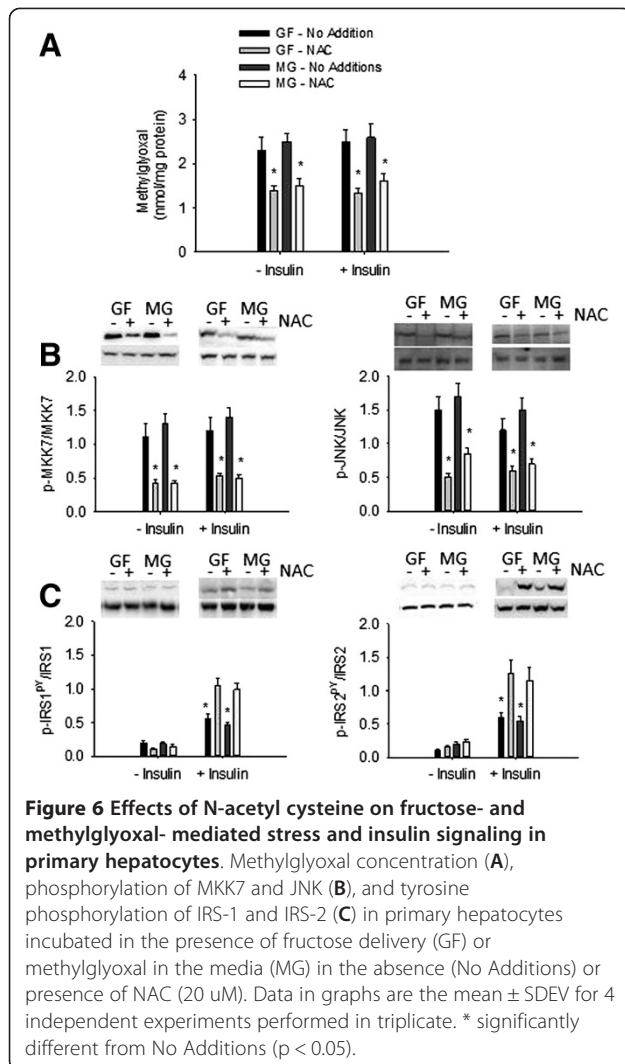 A
GF - No Addition
GF - NAC
MG - No Additions
MG - NAC
Methylglyoxal
(nmol/mg protein)
4
3
2
1
0
* * * *
- Insulin + Insulin
B
GF MG GF MG
- + - + - + - + NAC
p-MKK7/MKK7
2.0
1.5
1.0
0.5
0.0
* * * *
- Insulin + Insulin
GF MG GF MG
- + - + - + - + NAC
p-JNK/JNK
2.0
1.5
1.0
0.5
0.0
* * * *
- Insulin + Insulin
C
GF MG GF MG
- + - + - + - + NAC
p-IRS1pY/IRS1
2.0
1.5
1.0
0.5
0.0
* *
- Insulin + Insulin
GF MG GF MG
- + - + - + - +
p-IRS2pY/IRS2
2.0
1.5
1.0
0.5
0.0
* *
- Insulin + Insulin
Figure 6 Effects of N-acetyl cysteine on fructose- and
methylglyoxal- mediated stress and insulin signaling in
primary hepatocytes. Methylglyoxal concentration (A),
phosphorylation of MKK7 and JNK (B), and tyrosine
phosphorylation of IRS-1 and IRS-2 (C) in primary hepatocytes
incubated in the presence of fructose delivery (GF) or
methylglyoxal in the media (MG) in the absence (No Additions) or
presence of NAC (20 uM). Data in graphs are the mean ± SDEV for 4
independent experiments performed in triplicate. * significantly
different from No Additions (p < 0.05).